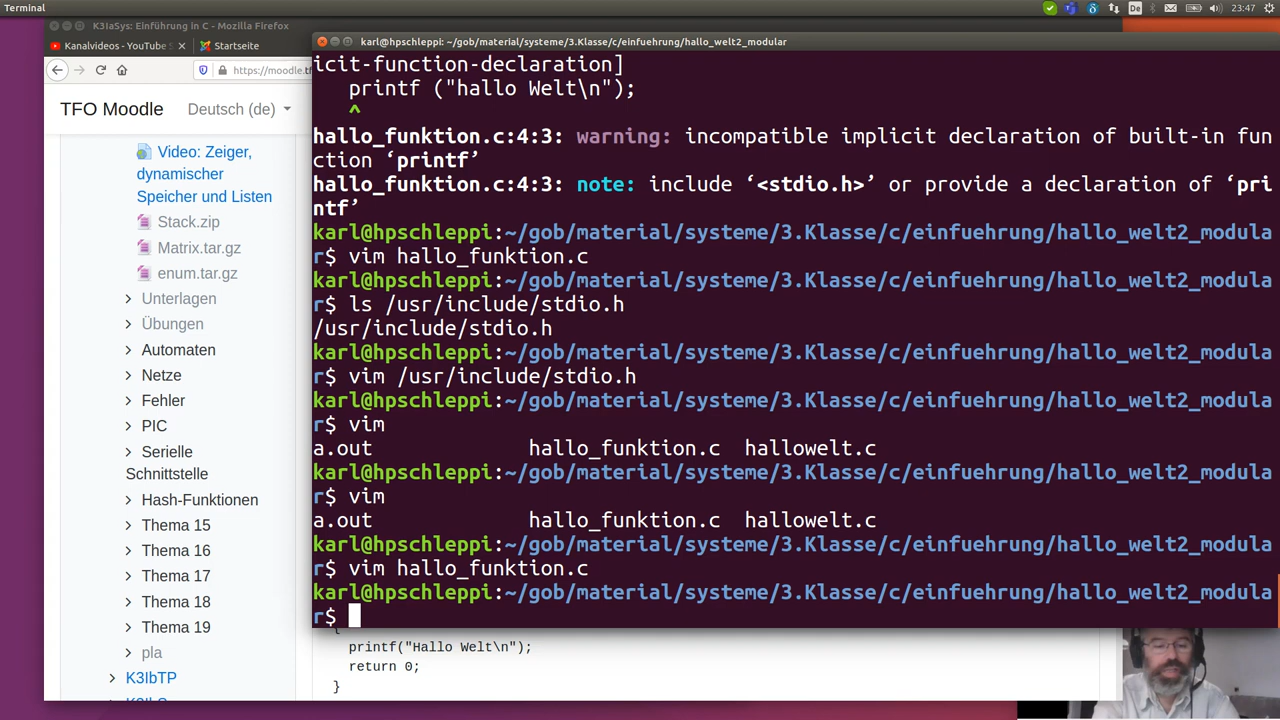 Terminal
De
23:47
K3IaSys: Einführung in C - Mozilla Firefox
Kanalvideos - YouTube S
Startseite
https://moodle.tf
TFO Moodle
Deutsch (de)
Video: Zeiger,
dynamischer
Speicher und Listen
Stack.zip
Matrix.tar.gz
enum.tar.gz
Unterlagen
Übungen
Automaten
Netze
Fehler
PIC
Serielle
Schnittstelle
Hash-Funktionen
Thema 15
Thema 16
Thema 17
Thema 18
Thema 19
pla
K3IbTP
karl@hpschleppi: ~/gob/material/systeme/3.Klasse/c/einfuehrung/hallo_welt2_modular
icit-function-declaration]
printf ("hallo Welt\n");
^
hallo_funktion.c:4:3: warning: incompatible implicit declaration of built-in fun
ction ‘printf’
hallo_funktion.c:4:3: note: include ‘<stdio.h>’ or provide a declaration of ‘pri
ntf’
karl@hpschleppi:~/gob/material/systeme/3.Klasse/c/einfuehrung/hallo_welt2_modula
r$ vim hallo_funktion.c
karl@hpschleppi:~/gob/material/systeme/3.Klasse/c/einfuehrung/hallo_welt2_modula
r$ ls /usr/include/stdio.h
/usr/include/stdio.h
karl@hpschleppi:~/gob/material/systeme/3.Klasse/c/einfuehrung/hallo_welt2_modula
r$ vim /usr/include/stdio.h
karl@hpschleppi:~/gob/material/systeme/3.Klasse/c/einfuehrung/hallo_welt2_modula
r$ vim
a.out hallo_funktion.c hallowelt.c
karl@hpschleppi:~/gob/material/systeme/3.Klasse/c/einfuehrung/hallo_welt2_modula
r$ vim
a.out hallo_funktion.c hallowelt.c
karl@hpschleppi:~/gob/material/systeme/3.Klasse/c/einfuehrung/hallo_welt2_modula
r$ vim hallo_funktion.c
karl@hpschleppi:~/gob/material/systeme/3.Klasse/c/einfuehrung/hallo_welt2_modula
r$
{
printf("Hallo Welt\n");
return 0;
}